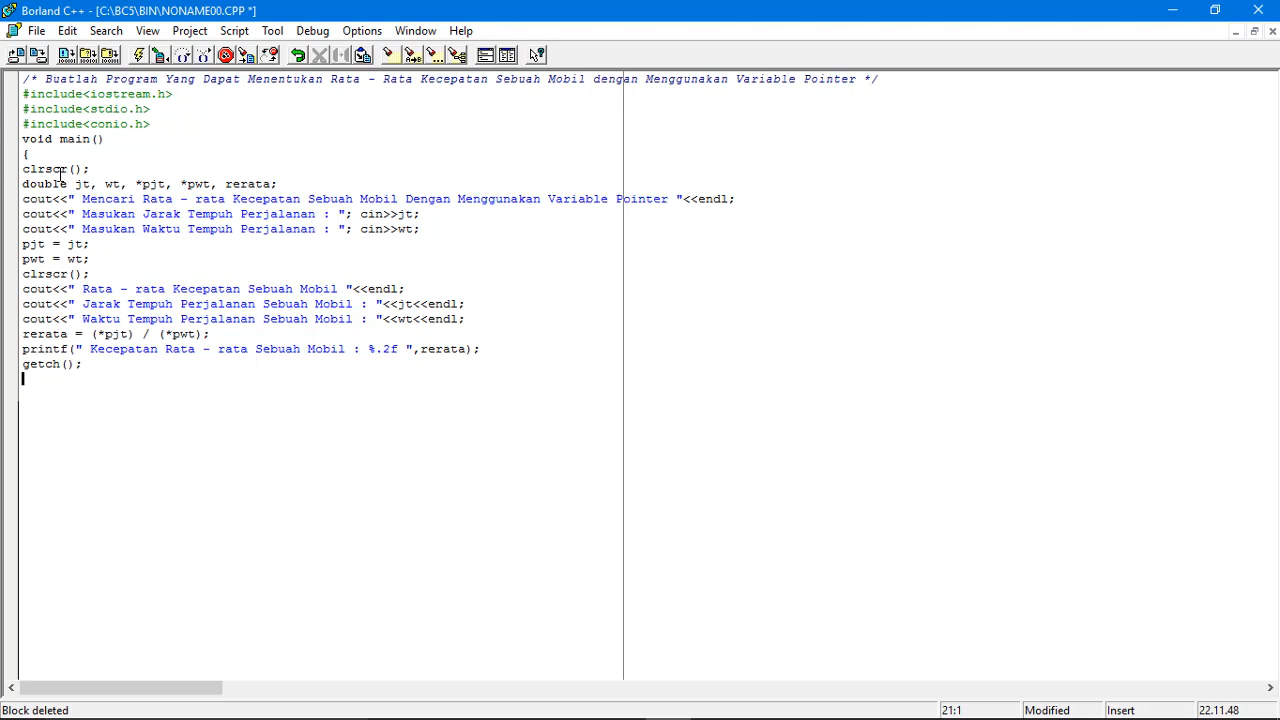 Borland C++ - [C:\BC5\BIN\NONAME00.CPP *]
File Edit Search View Project Script Tool Debug Options Window Help
/* Buatlah Program Yang Dapat Menentukan Rata - Rata Kecepatan Sebuah Mobil dengan Menggunakan Variable Pointer */
#include<iostream.h>
#include<stdio.h>
#include<conio.h>
void main()
{
clrscr();
double jt, wt, *pjt, *pwt, rerata;
cout<<" Mencari Rata - rata Kecepatan Sebuah Mobil Dengan Menggunakan Variable Pointer "<<endl;
cout<<" Masukan Jarak Tempuh Perjalanan : "; cin>>jt;
cout<<" Masukan Waktu Tempuh Perjalanan : "; cin>>wt;
pjt = jt;
pwt = wt;
clrscr();
cout<<" Rata - rata Kecepatan Sebuah Mobil "<<endl;
cout<<" Jarak Tempuh Perjalanan Sebuah Mobil : "<<jt<<endl;
cout<<" Waktu Tempuh Perjalanan Sebuah Mobil : "<<wt<<endl;
rerata = (*pjt) / (*pwt);
printf(" Kecepatan Rata - rata Sebuah Mobil : %.2f ",rerata);
getch();
Block deleted 21:1 Modified Insert 22.11.48